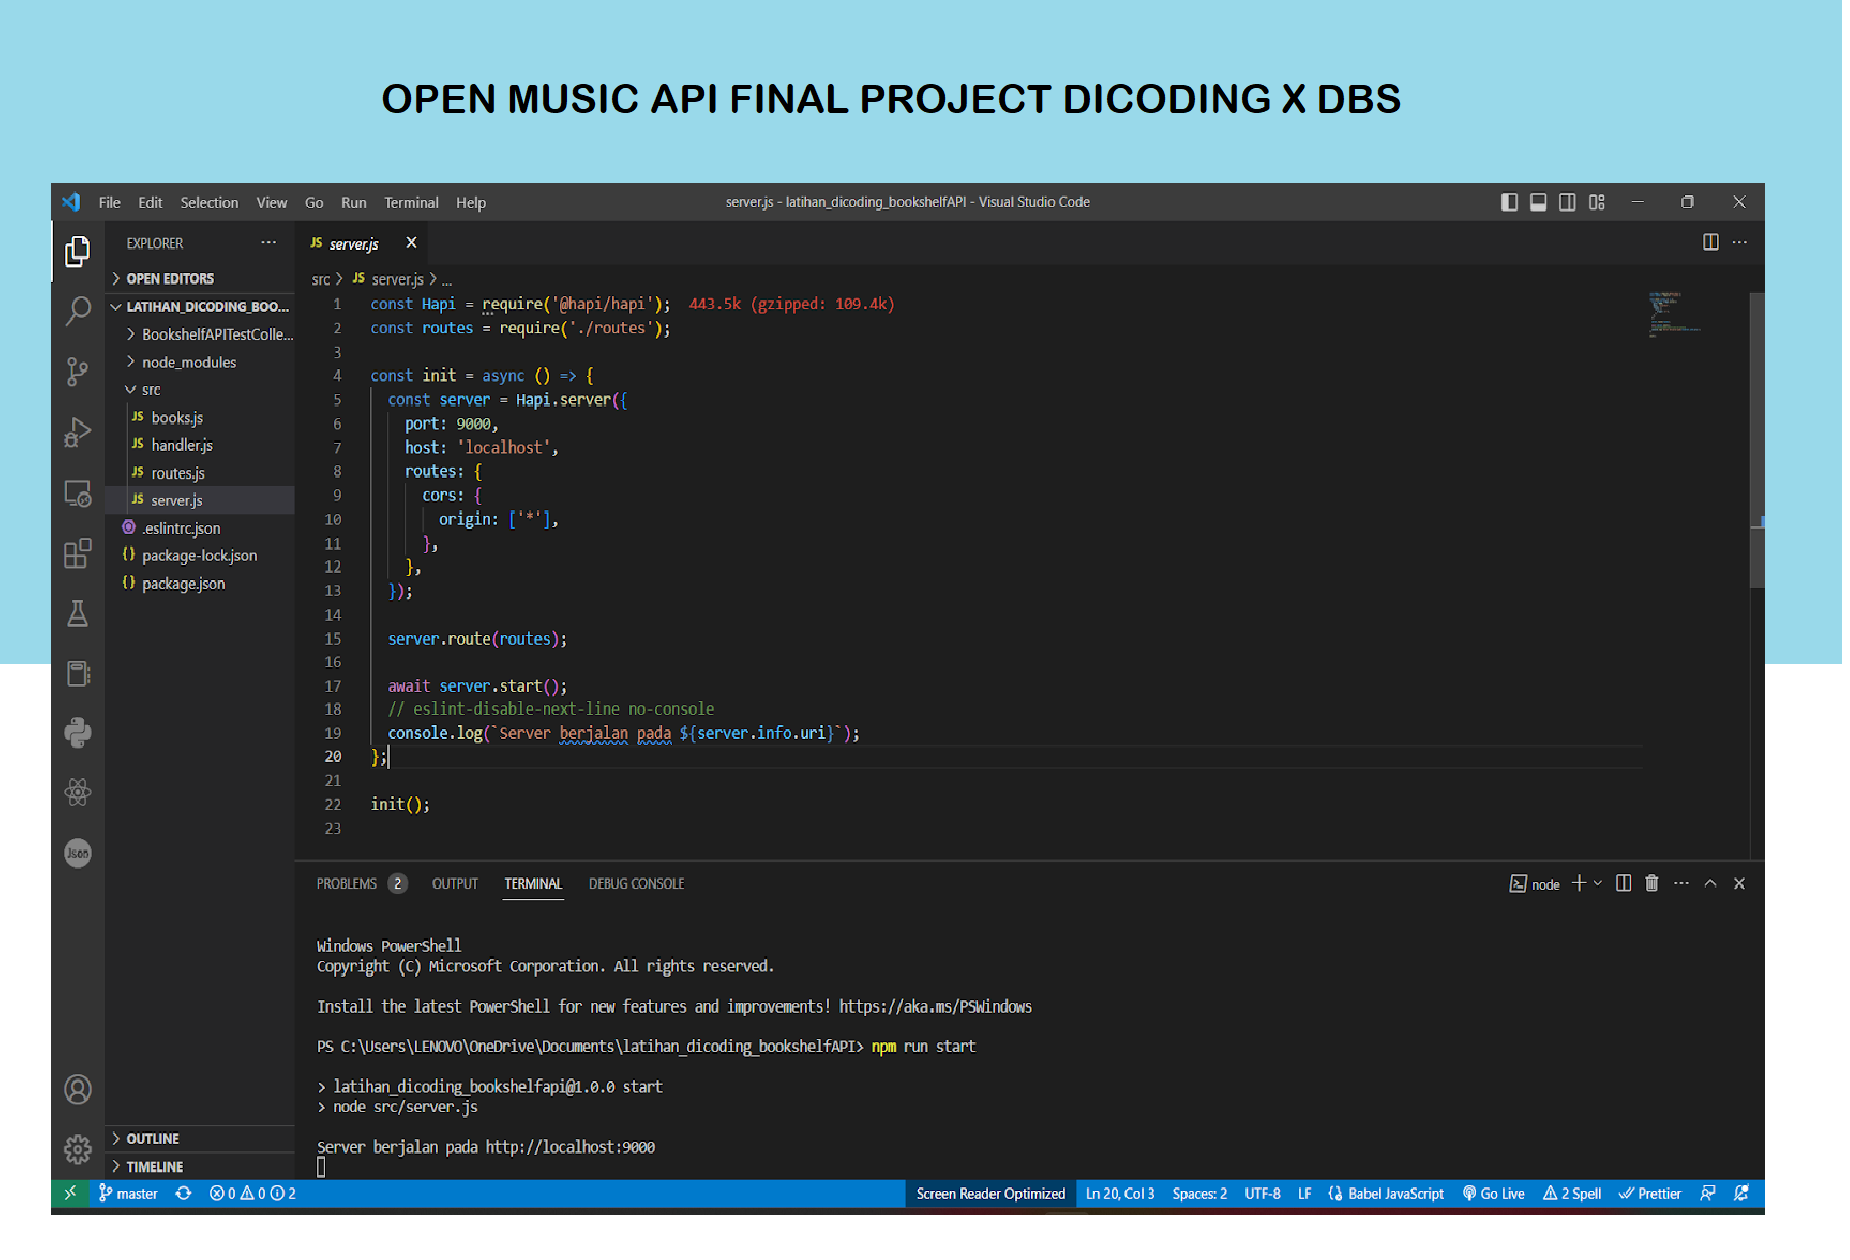 OPEN MUSIC API FINAL PROJECT DICODING X DBS
File Edit Selection View Go Run Terminal Help
server.js - latihan_dicoding_bookshelfAPI - Visual Studio Code
EXPLORER
OPEN EDITORS
LATIHAN_DICODING_BOO...
BookshelfAPITestColle...
node_modules
src
JS books.js
JS handler.js
JS routes.js
JS server.js
.eslintrc.json
{} package-lock.json
{} package.json
OUTLINE
TIMELINE
Json
JS server.js X
src > JS server.js > ...
1 const Hapi = require('@hapi/hapi'); 443.5k (gzipped: 109.4k)
2 const routes = require('./routes');
3
4 const init = async () => {
5 const server = Hapi.server({
6 port: 9000,
7 host: 'localhost',
8 routes: {
9 cors: {
10 origin: ['*'],
11 },
12 },
13 });
14
15 server.route(routes);
16
17 await server.start();
18 // eslint-disable-next-line no-console
19 console.log(`Server berjalan pada ${server.info.uri}`);
20 };
21
22 init();
23
PROBLEMS 2 OUTPUT TERMINAL DEBUG CONSOLE
node
Windows PowerShell
Copyright (C) Microsoft Corporation. All rights reserved.
Install the latest PowerShell for new features and improvements! https://aka.ms/PSWindows
PS C:\Users\LENOVO\OneDrive\Documents\latihan_dicoding_bookshelfAPI> npm run start
> latihan_dicoding_bookshelfapi@1.0.0 start
> node src/server.js
Server berjalan pada http://localhost:9000
master 0 0 2
Screen Reader Optimized Ln 20, Col 3 Spaces: 2 UTF-8 LF Babel JavaScript Go Live 2 Spell Prettier